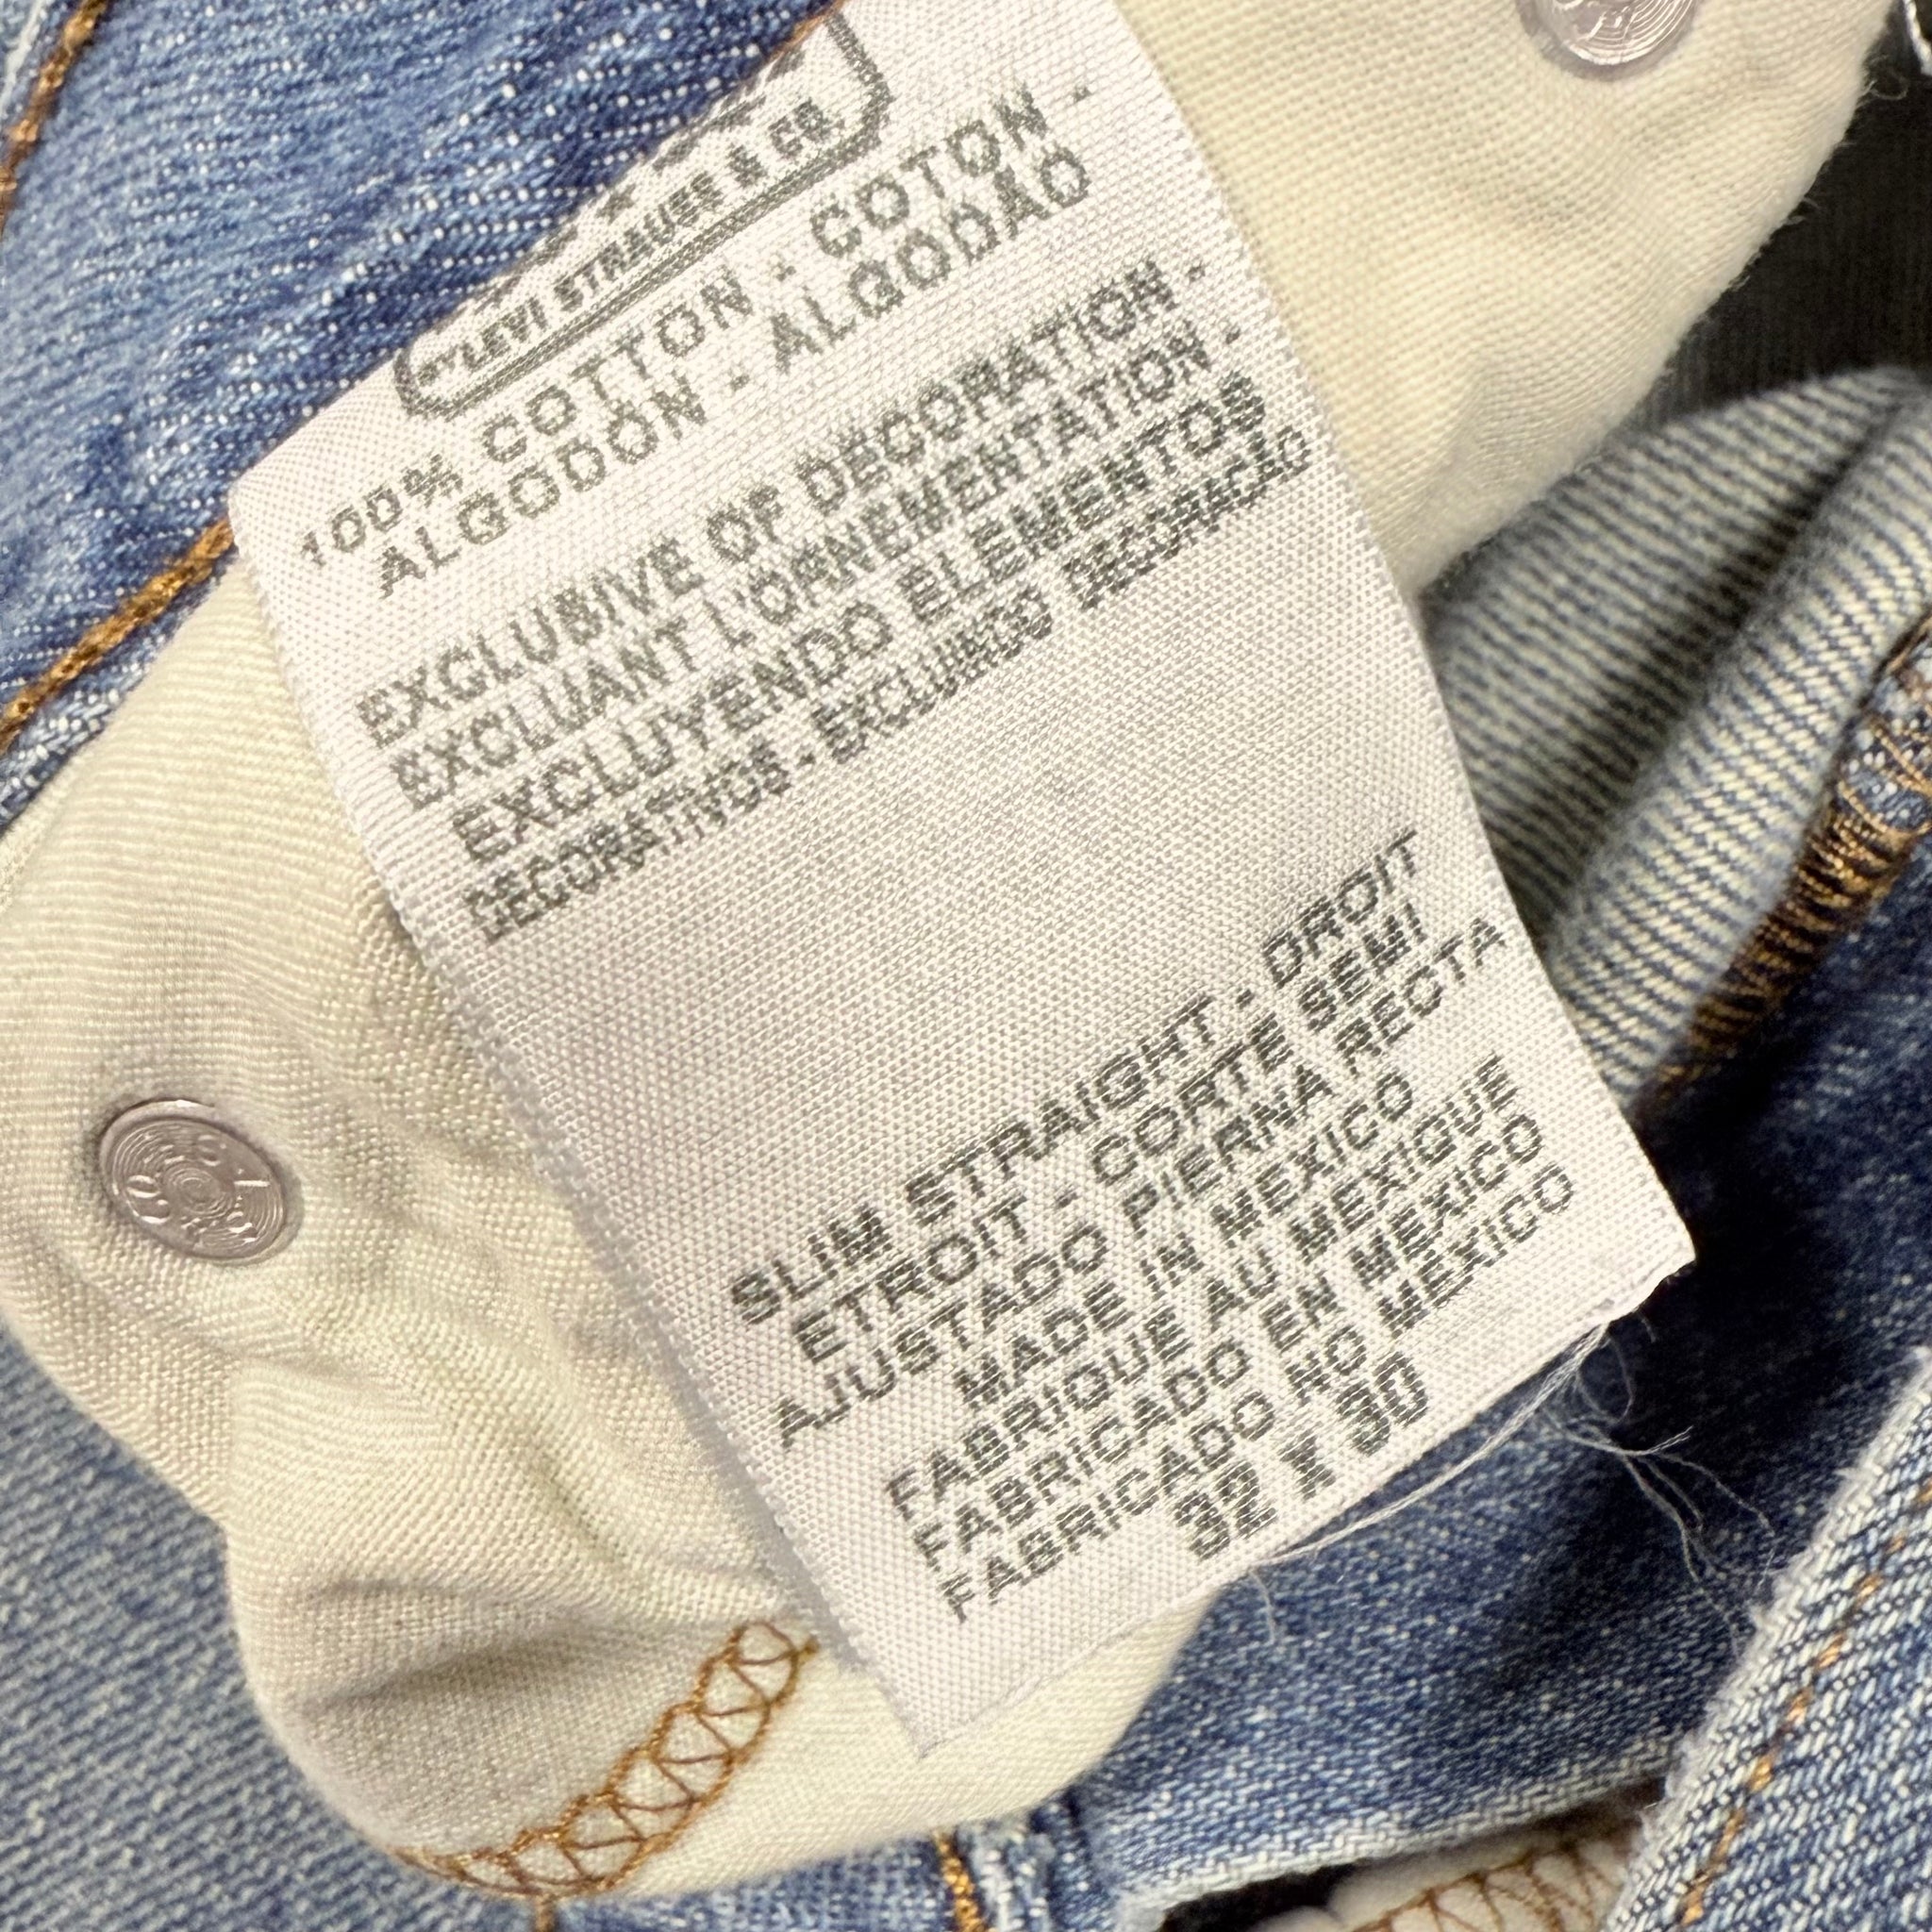 LEVI STRAUSS & CO
100% COTTON - COTON -
ALGODON - ALGODÃO
EXCLUSIVE OF DECORATION -
EXCLUANT L'ORNEMENTATION -
EXCLUYENDO ELEMENTOS
DECORATIVOS - EXCLUINDO DECORAÇÃO
SLIM STRAIGHT - DROIT
ETROIT - CORTE SEMI
AJUSTADO PIERNA RECTA
MADE IN MEXICO
FABRIQUE AU MEXIQUE
FABRICADO EN MEXICO
FABRICADO NO MEXICO
32 X 30